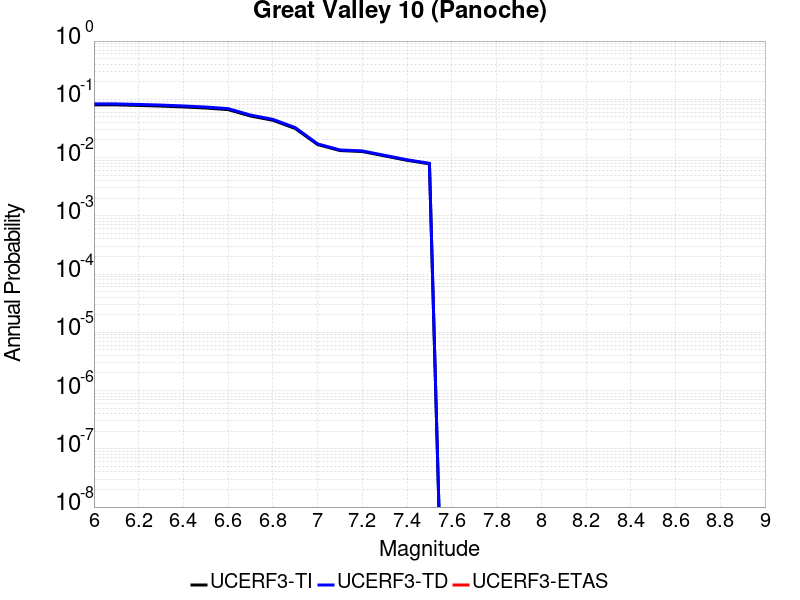 Great Valley 10 (Panoche)
Annual Probability
10^0
10^-1
10^-2
10^-3
10^-4
10^-5
10^-6
10^-7
10^-8
6 6.2 6.4 6.6 6.8 7 7.2 7.4 7.6 7.8 8 8.2 8.4 8.6 8.8 9
Magnitude
UCERF3-TI UCERF3-TD UCERF3-ETAS